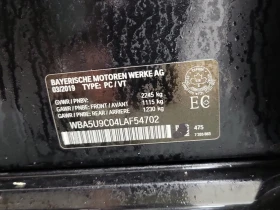 BAYERISCHE MOTOREN WERKE AG
03/2019 TYPE: PC / VT
GVWR / PNBV: 2245 kg
GAWR / PNBE: FRONT / AVANT 1115 kg
GAWR / PNBE: REAR / ARRIERE 1230 kg
EC
WBA5U9C04LAF54702
475